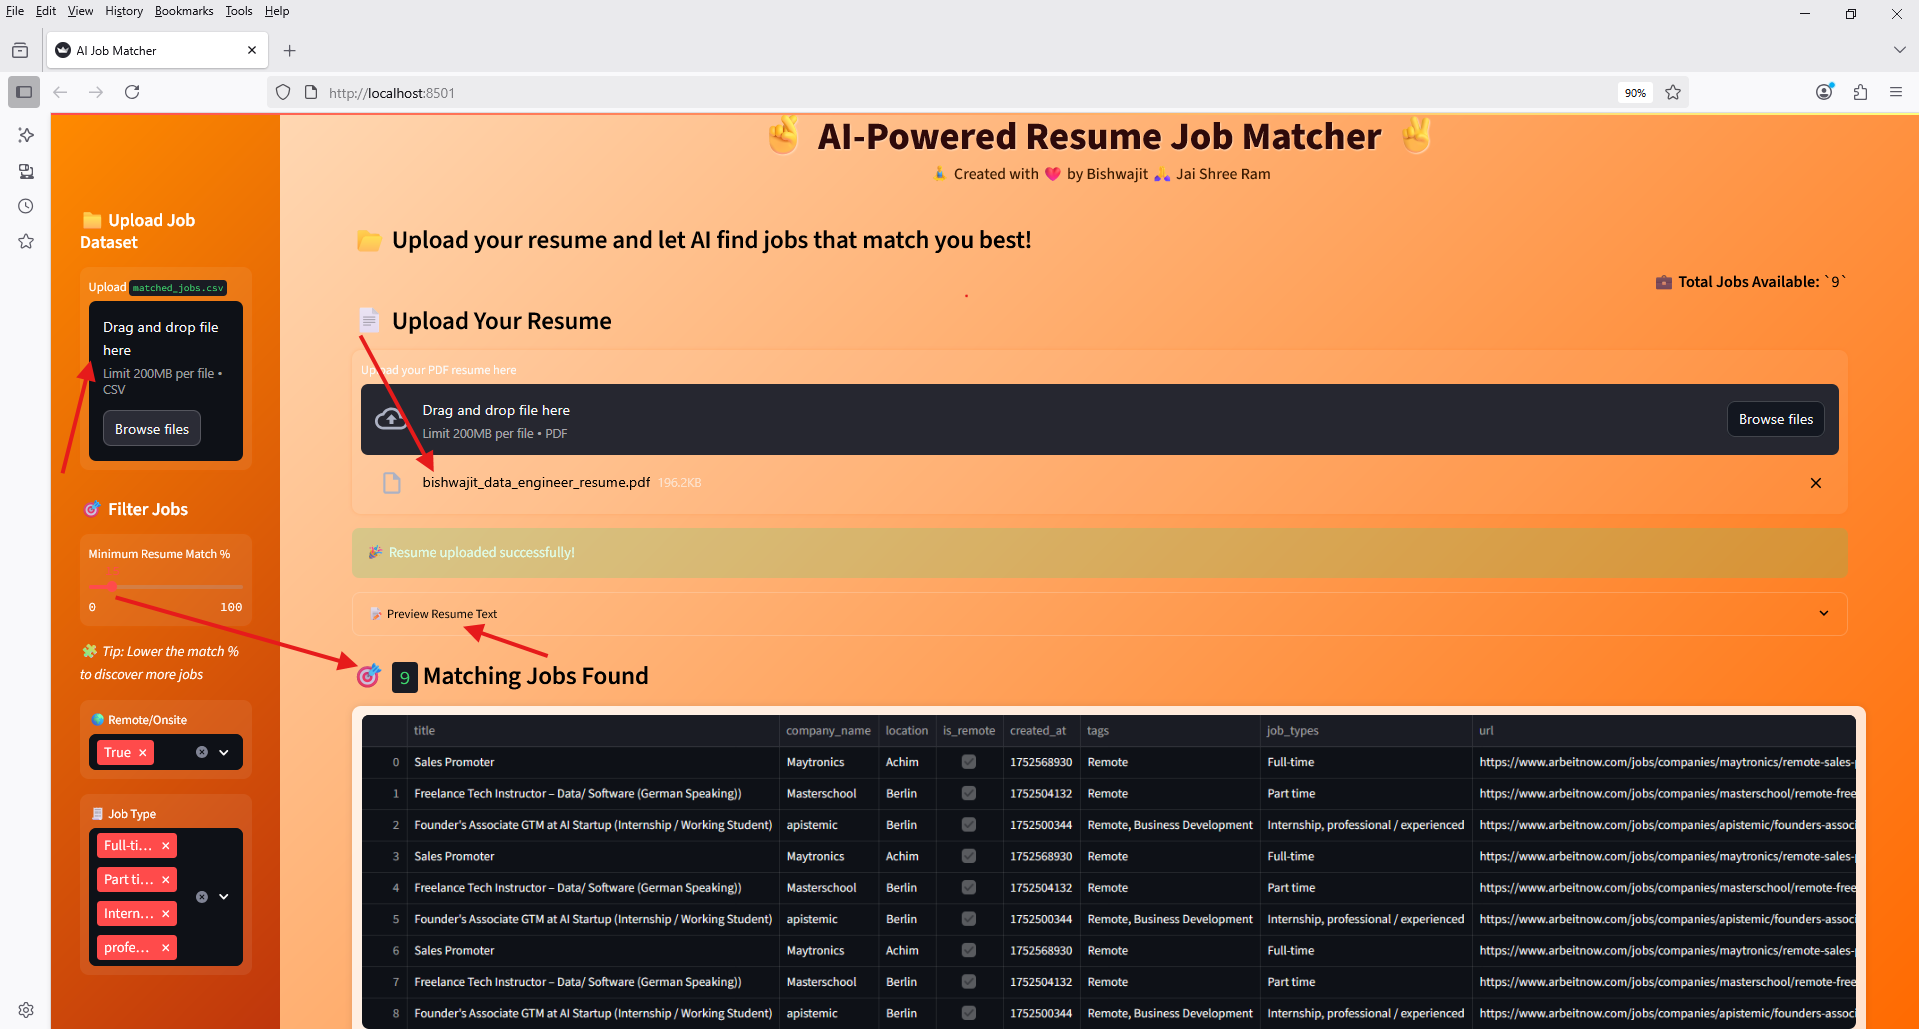 File Edit View History Bookmarks Tools Help
AI Job Matcher
http://localhost:8501
90%
AI-Powered Resume Job Matcher
Created with by Bishwajit Jai Shree Ram
Upload Job
Dataset
Upload matched_jobs.csv
Drag and drop file
here
Limit 200MB per file •
CSV
Browse files
Filter Jobs
Minimum Resume Match %
15
0 100
Tip: Lower the match %
to discover more jobs
Remote/Onsite
True
Job Type
Full-ti...
Part ti...
Intern...
profe...
Upload your resume and let AI find jobs that match you best!
Total Jobs Available: `9`
Upload Your Resume
Upload your PDF resume here
Drag and drop file here
Limit 200MB per file • PDF
Browse files
bishwajit_data_engineer_resume.pdf 196.2KB
Resume uploaded successfully!
Preview Resume Text
9 Matching Jobs Found
title company_name location is_remote created_at tags job_types url
0 Sales Promoter Maytronics Achim 1752568930 Remote Full-time https://www.arbeitnow.com/jobs/companies/maytronics/remote-sales-
1 Freelance Tech Instructor – Data/ Software (German Speaking)) Masterschool Berlin 1752504132 Remote Part time https://www.arbeitnow.com/jobs/companies/masterschool/remote-free
2 Founder's Associate GTM at AI Startup (Internship / Working Student) apistemic Berlin 1752500344 Remote, Business Development Internship, professional / experienced https://www.arbeitnow.com/jobs/companies/apistemic/founders-associ
3 Sales Promoter Maytronics Achim 1752568930 Remote Full-time https://www.arbeitnow.com/jobs/companies/maytronics/remote-sales-
4 Freelance Tech Instructor – Data/ Software (German Speaking)) Masterschool Berlin 1752504132 Remote Part time https://www.arbeitnow.com/jobs/companies/masterschool/remote-free
5 Founder's Associate GTM at AI Startup (Internship / Working Student) apistemic Berlin 1752500344 Remote, Business Development Internship, professional / experienced https://www.arbeitnow.com/jobs/companies/apistemic/founders-associ
6 Sales Promoter Maytronics Achim 1752568930 Remote Full-time https://www.arbeitnow.com/jobs/companies/maytronics/remote-sales-
7 Freelance Tech Instructor – Data/ Software (German Speaking)) Masterschool Berlin 1752504132 Remote Part time https://www.arbeitnow.com/jobs/companies/masterschool/remote-free
8 Founder's Associate GTM at AI Startup (Internship / Working Student) apistemic Berlin 1752500344 Remote, Business Development Internship, professional / experienced https://www.arbeitnow.com/jobs/companies/apistemic/founders-associ